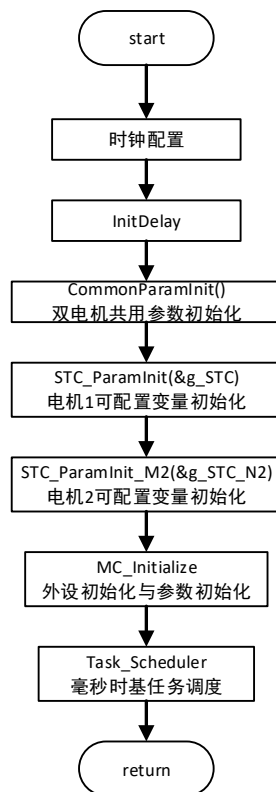 start
时钟配置
InitDelay
CommonParamInit()
双电机共用参数初始化
STC_ParamInit(&g_STC)
电机1可配置变量初始化
STC_ParamInit_M2(&g_STC_N2)
电机2可配置变量初始化
MC_Initialize
外设初始化与参数初始化
Task_Scheduler
毫秒时基任务调度
return